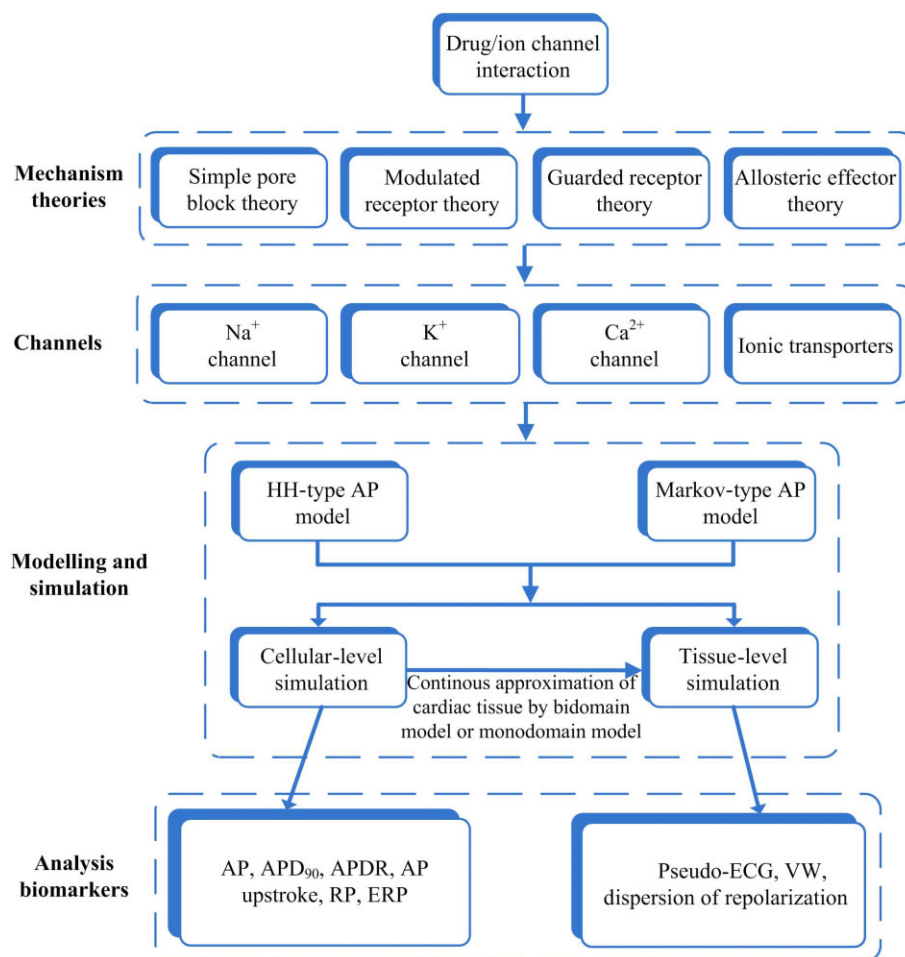 Drug/ion channel
interaction
Mechanism
theories
Simple pore
block theory
Modulated
receptor theory
Guarded receptor
theory
Allosteric effector
theory
Channels
Na⁺
channel
K⁺
channel
Ca²⁺
channel
Ionic transporters
Modelling and
simulation
HH-type AP
model
Markov-type AP
model
Cellular-level
simulation
Continous approximation of
cardiac tissue by bidomain
model or monodomain model
Tissue-level
simulation
Analysis
biomarkers
AP, APD₉₀, APDR, AP
upstroke, RP, ERP
Pseudo-ECG, VW,
dispersion of repolarization